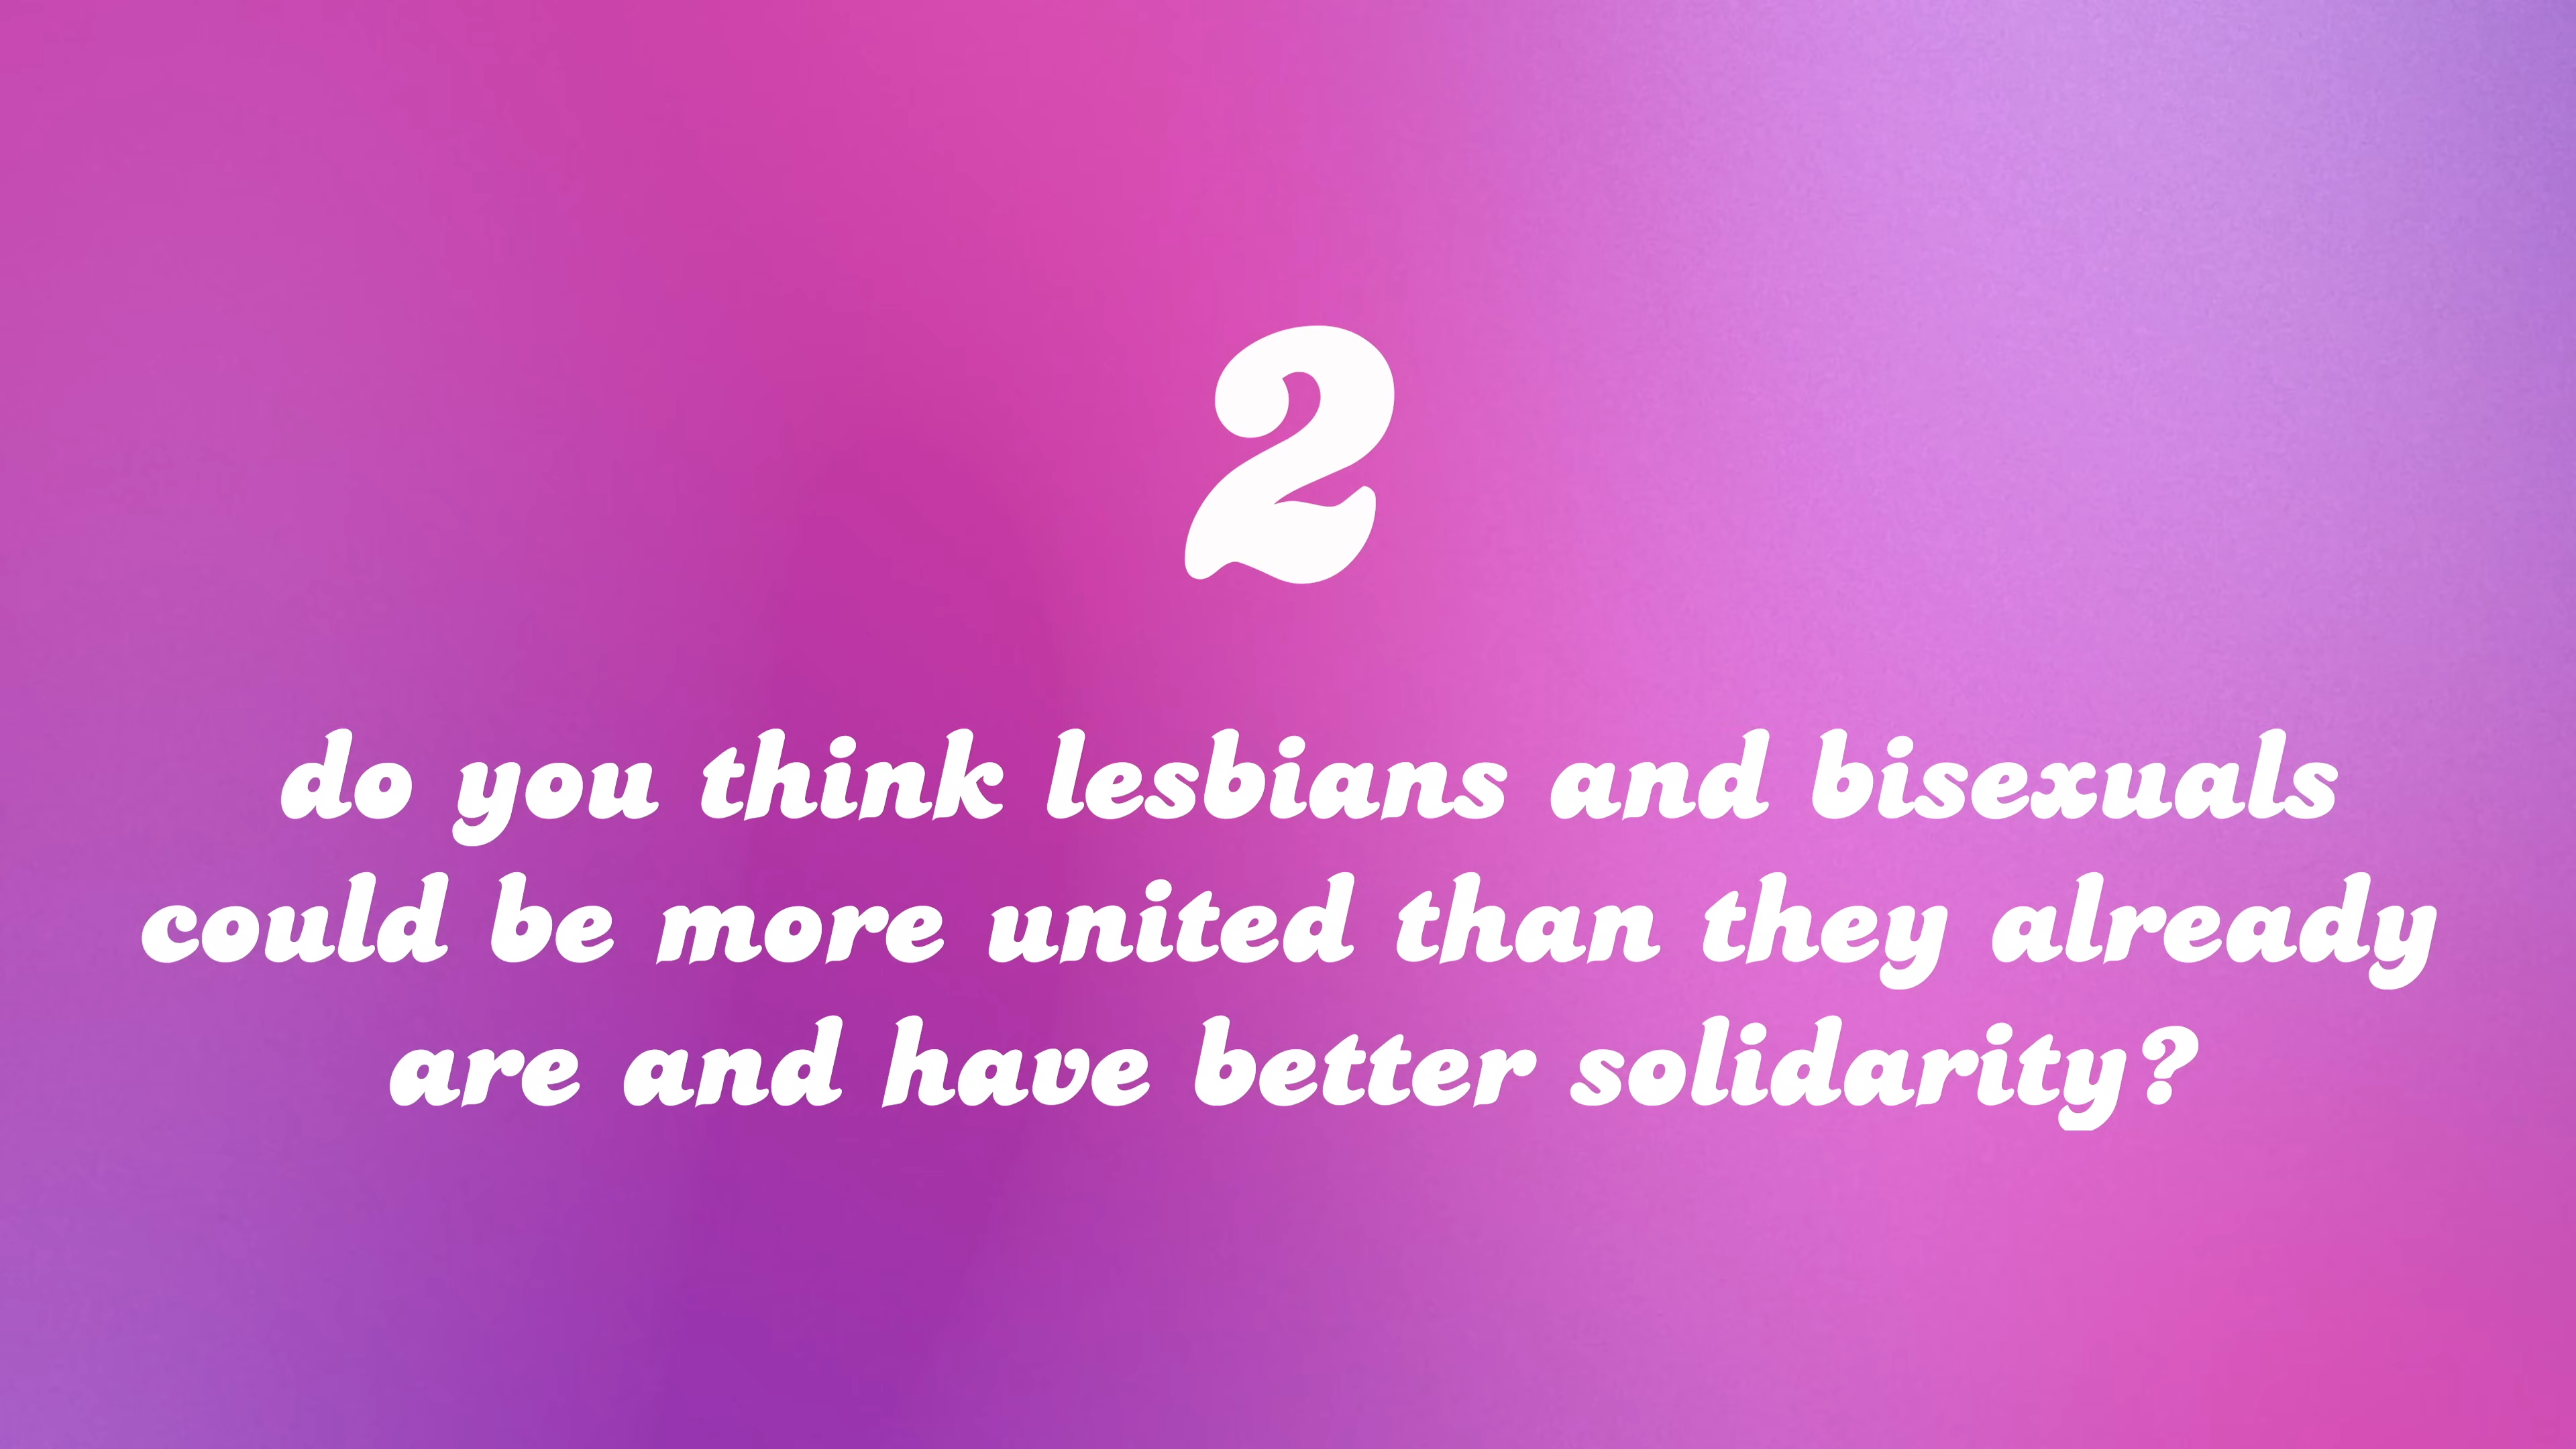 2
do you think lesbians and bisexuals
could be more united than they already
are and have better solidarity?